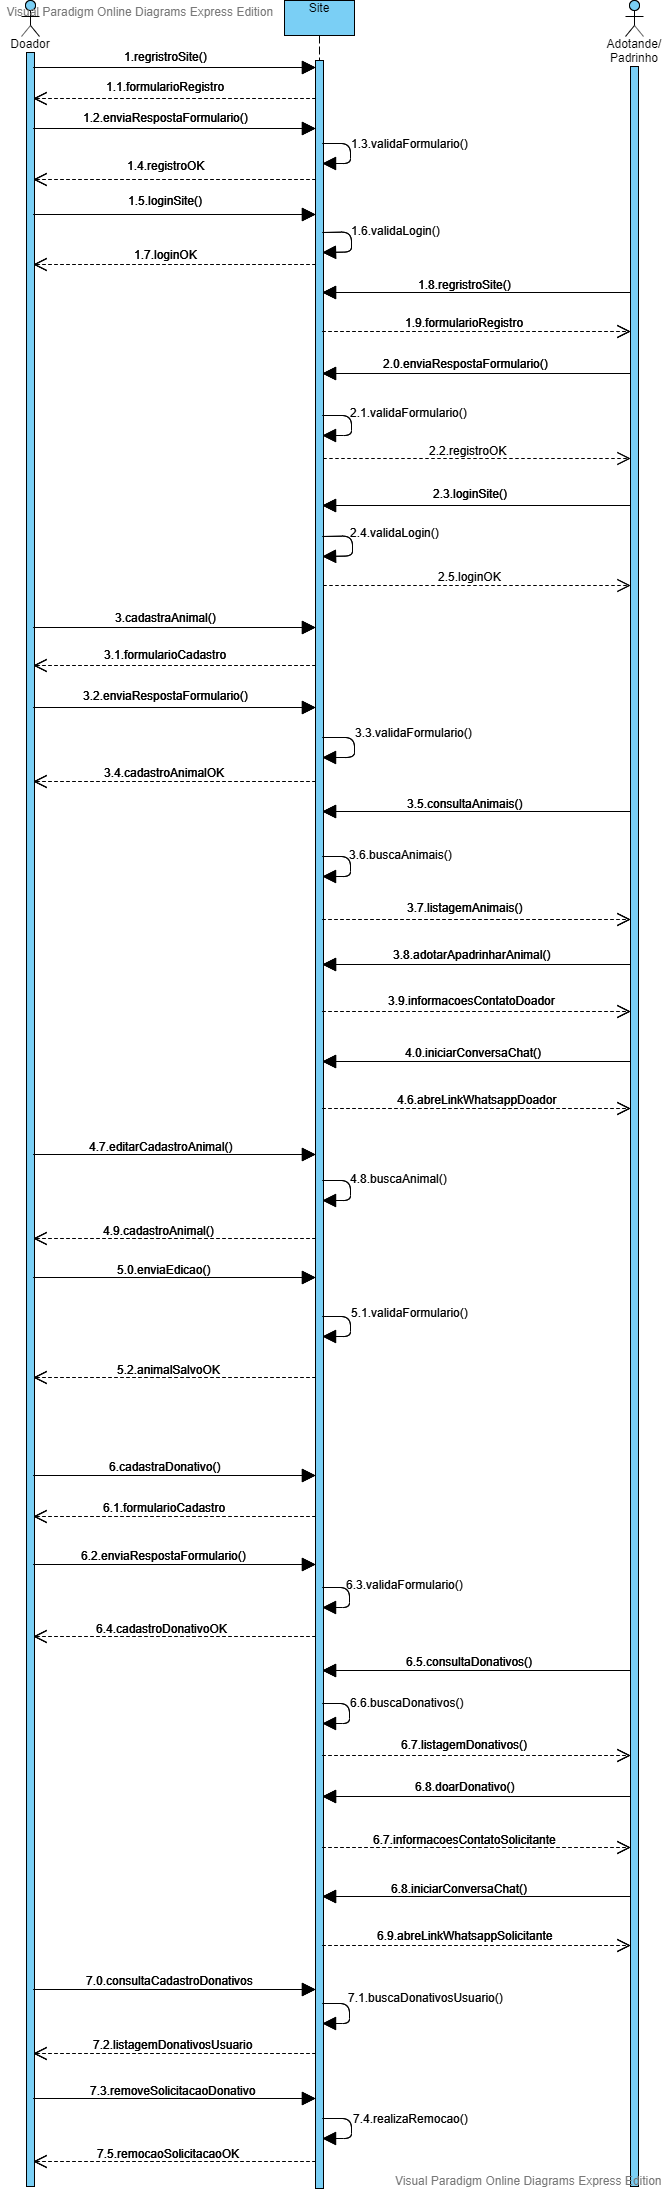 Visual Paradigm Online Diagrams Express Edition
Doador
Site
Adotande/
Padrinho
1.regristroSite()
1.1.formularioRegistro
1.2.enviaRespostaFormulario()
1.3.validaFormulario()
1.4.registroOK
1.5.loginSite()
1.6.validaLogin()
1.7.loginOK
1.8.regristroSite()
1.9.formularioRegistro
2.0.enviaRespostaFormulario()
2.1.validaFormulario()
2.2.registroOK
2.3.loginSite()
2.4.validaLogin()
2.5.loginOK
3.cadastraAnimal()
3.1.formularioCadastro
3.2.enviaRespostaFormulario()
3.3.validaFormulario()
3.4.cadastroAnimalOK
3.5.consultaAnimais()
3.6.buscaAnimais()
3.7.listagemAnimais()
3.8.adotarApadrinharAnimal()
3.9.informacoesContatoDoador
4.0.iniciarConversaChat()
4.6.abreLinkWhatsappDoador
4.7.editarCadastroAnimal()
4.8.buscaAnimal()
4.9.cadastroAnimal()
5.0.enviaEdicao()
5.1.validaFormulario()
5.2.animalSalvoOK
6.cadastraDonativo()
6.1.formularioCadastro
6.2.enviaRespostaFormulario()
6.3.validaFormulario()
6.4.cadastroDonativoOK
6.5.consultaDonativos()
6.6.buscaDonativos()
6.7.listagemDonativos()
6.8.doarDonativo()
6.7.informacoesContatoSolicitante
6.8.iniciarConversaChat()
6.9.abreLinkWhatsappSolicitante
7.0.consultaCadastroDonativos
7.1.buscaDonativosUsuario()
7.2.listagemDonativosUsuario
7.3.removeSolicitacaoDonativo
7.4.realizaRemocao()
7.5.remocaoSolicitacaoOK
Visual Paradigm Online Diagrams Express Edition